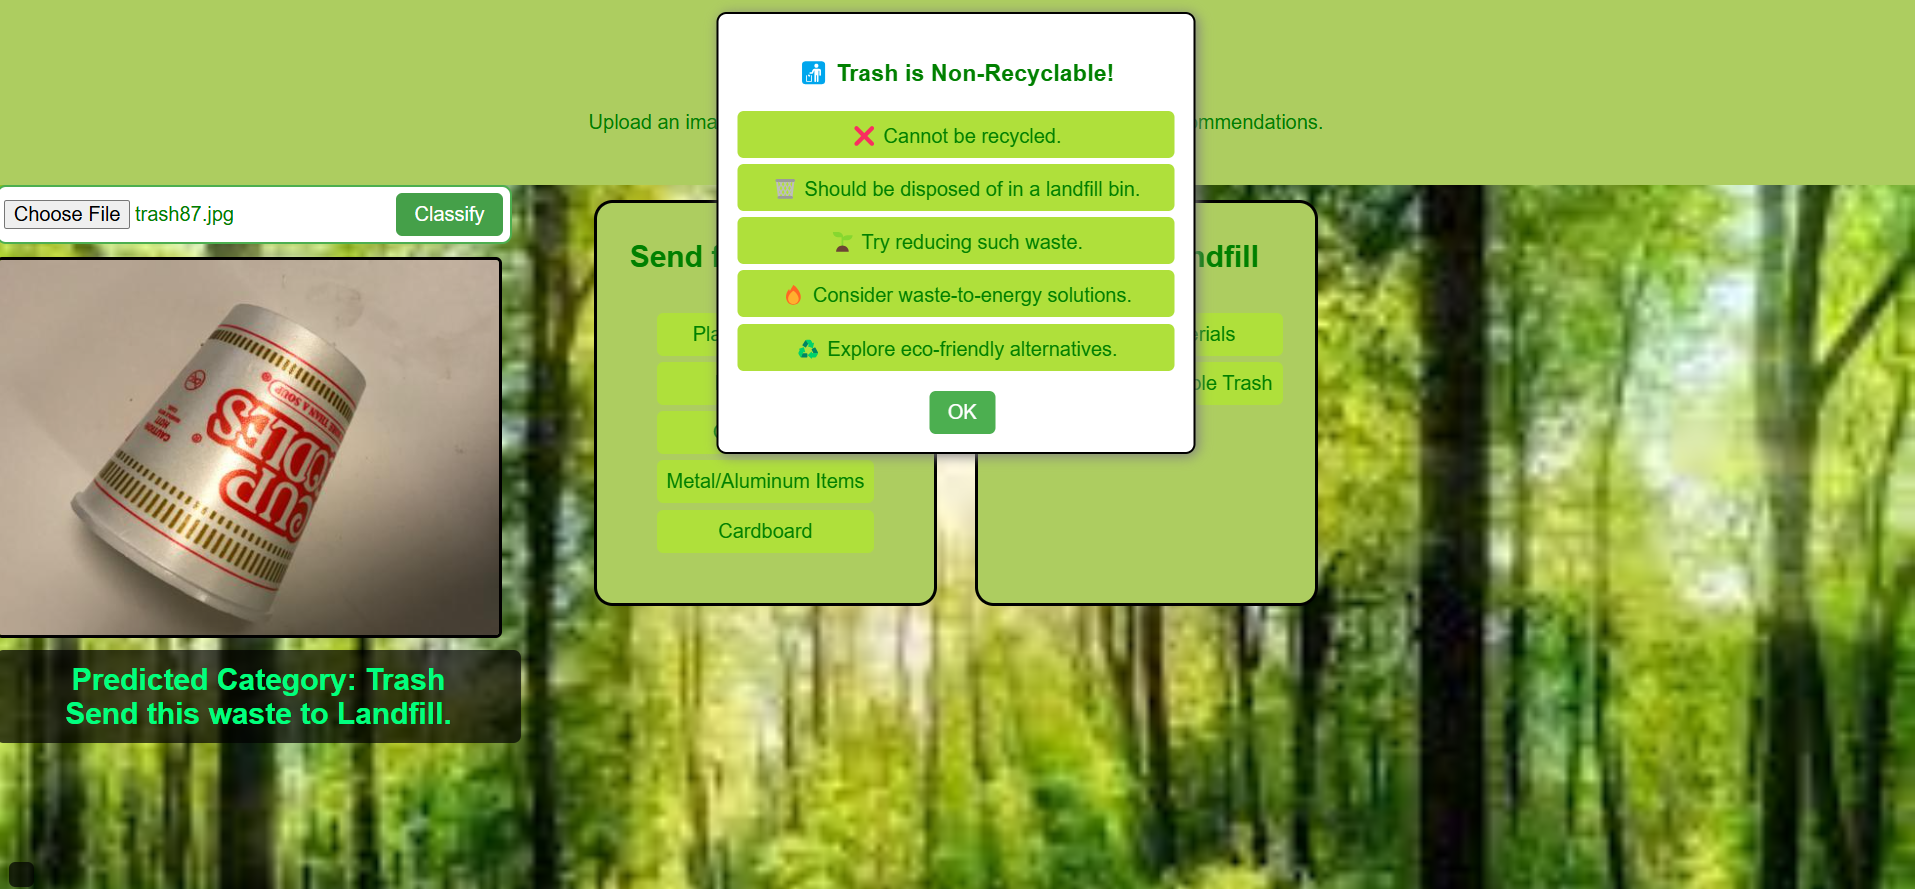 Trash is Non-Recyclable!
Upload an ima
mmendations.
Cannot be recycled.
Should be disposed of in a landfill bin.
Try reducing such waste.
Consider waste-to-energy solutions.
Explore eco-friendly alternatives.
OK
Choose File trash87.jpg Classify
Send
ndfill
Pla
rials
ble Trash
Metal/Aluminum Items
Cardboard
CUP
NOODLES
MORE THAN A SOUP
CAUTION
HOT!
Predicted Category: Trash
Send this waste to Landfill.